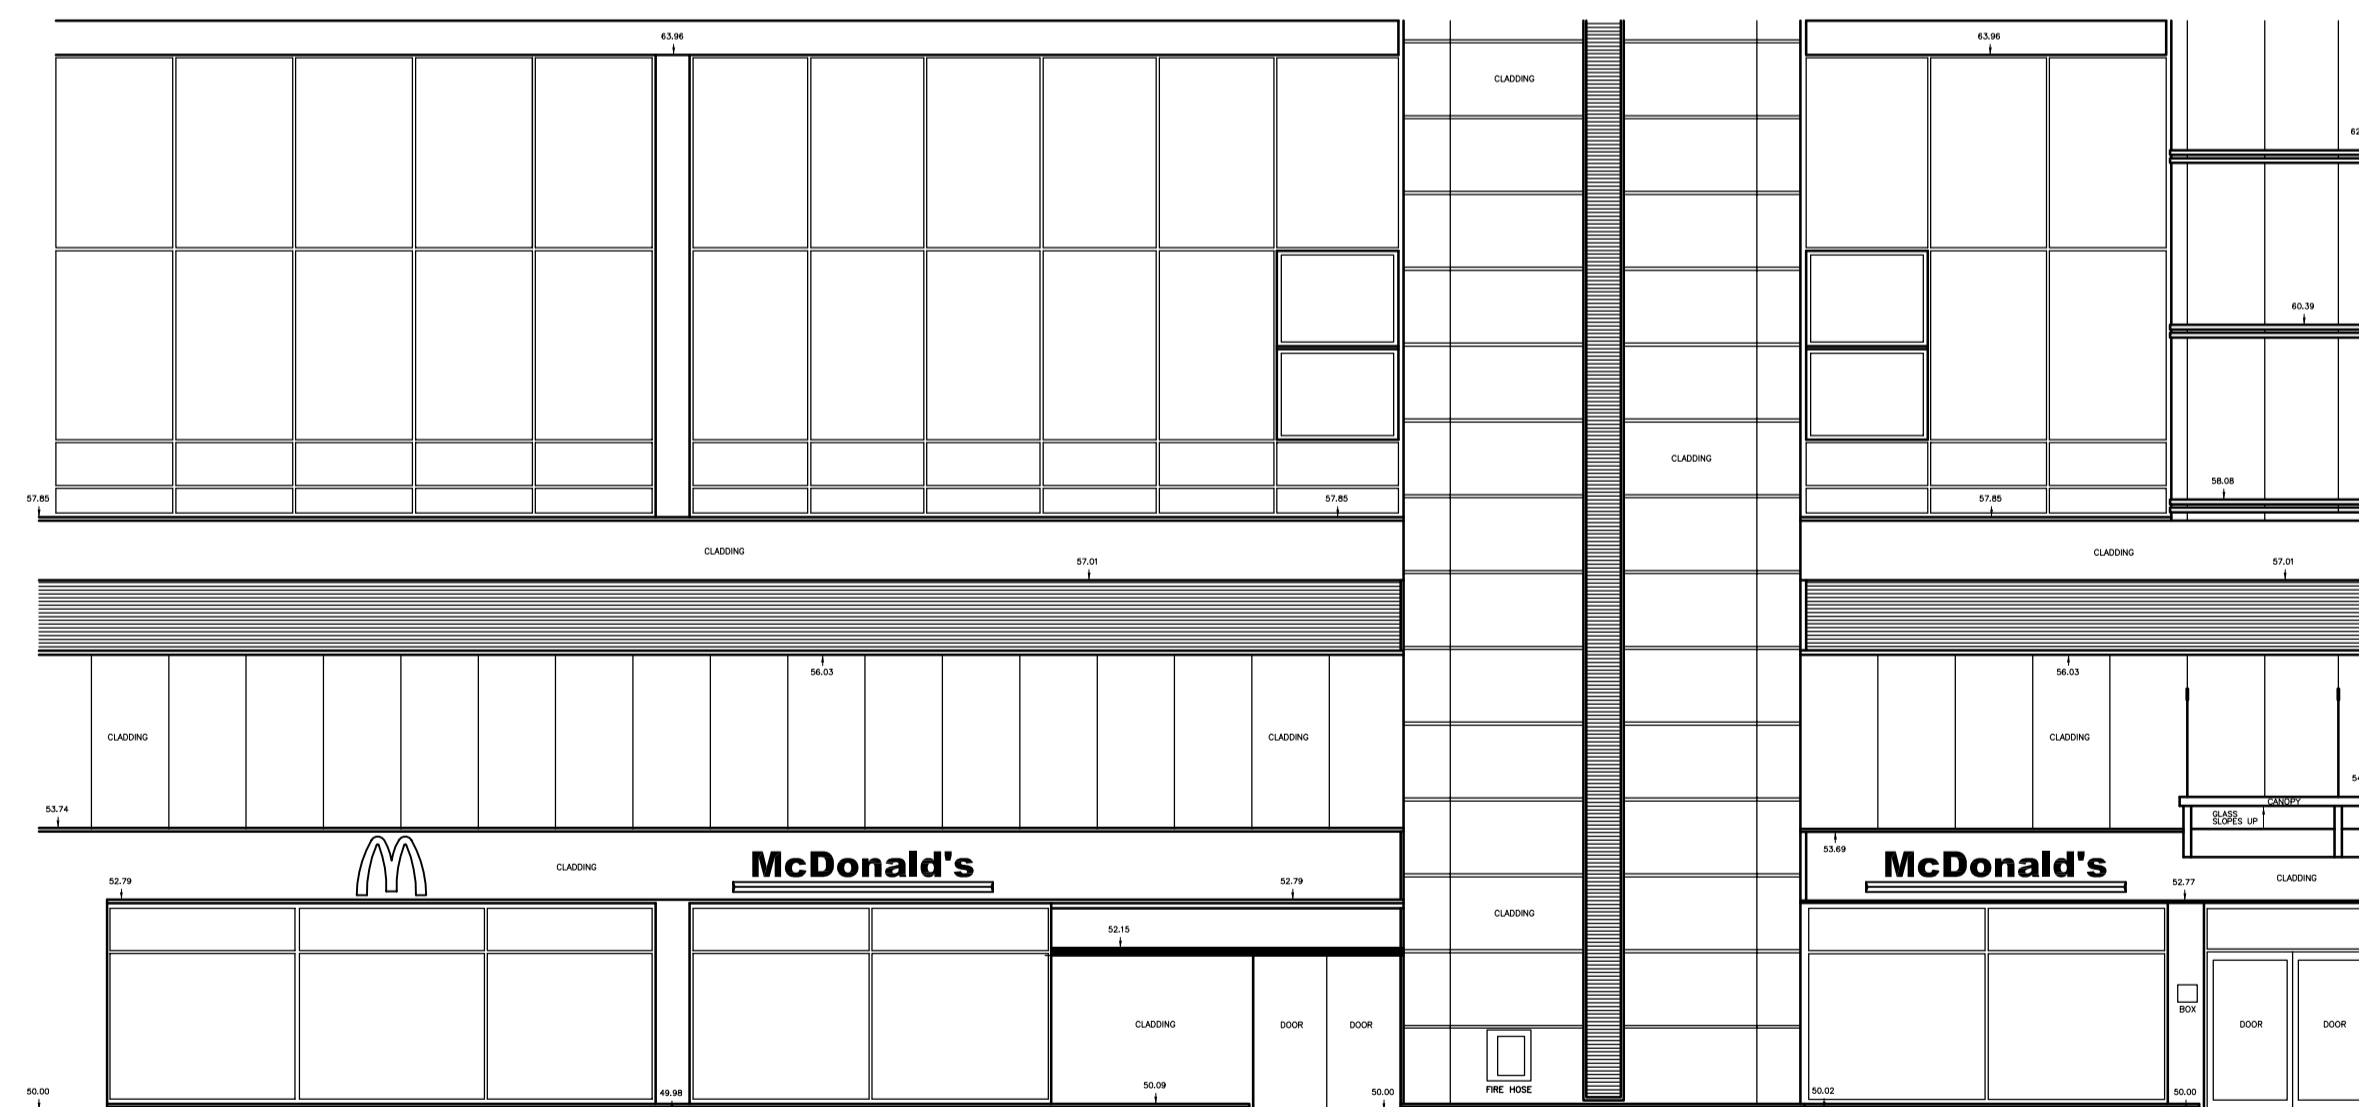 63.96
63.96
CLADDING
60.39
CLADDING
58.08
57.85
57.85
57.85
CLADDING
CLADDING
57.01
57.01
56.03
56.03
CLADDING
CLADDING
CLADDING
53.74
CANOPY
GLASS
SLOPES UP
53.69
McDonald's
McDonald's
CLADDING
CLADDING
52.79
52.79
52.77
CLADDING
52.15
BOX
CLADDING
DOOR
DOOR
DOOR
DOOR
FIRE HOSE
50.00
49.98
50.09
50.00
50.02
50.00